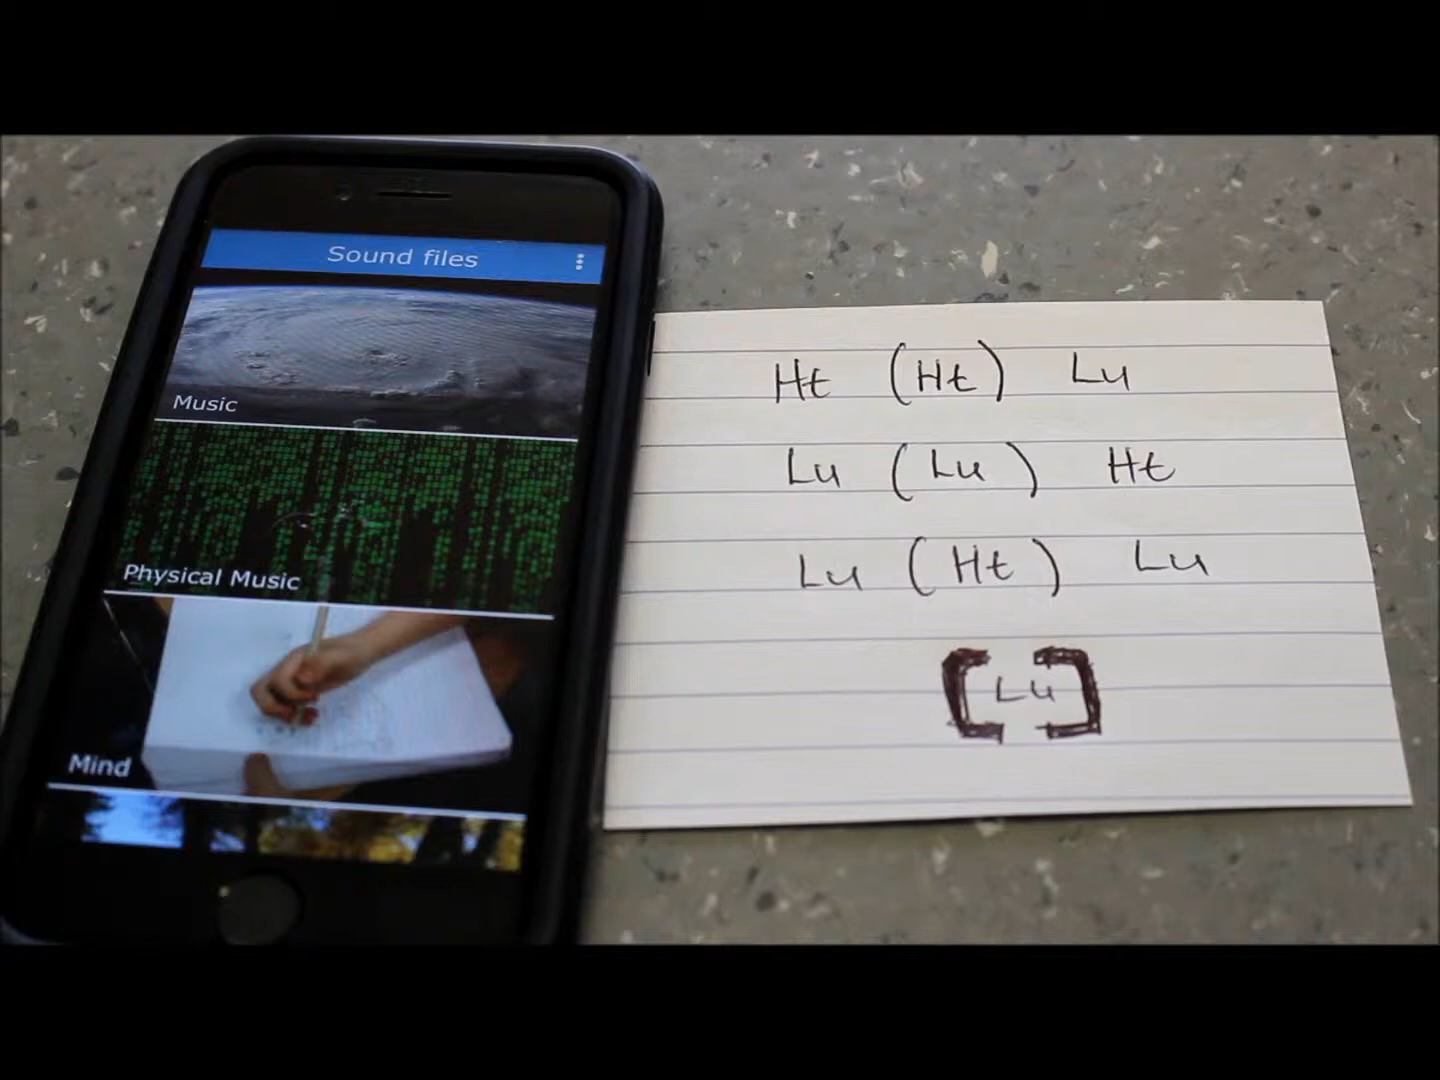 Sound files
Music
Physical Music
Mind
Ht (Ht) Lu
Lu (Lu) Ht
Lu (Ht) Lu
[Lu]